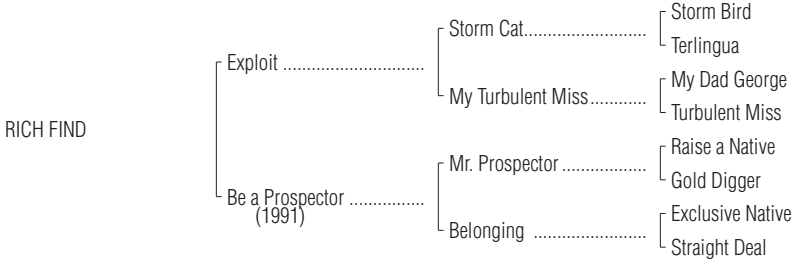 Storm Bird
Storm Cat..........................
Terlingua
Exploit ..............................
My Dad George
My Turbulent Miss............
Turbulent Miss
RICH FIND
Raise a Native
Mr. Prospector ..................
Gold Digger
Be a Prospector ................
(1991)
Exclusive Native
Belonging ........................
Straight Deal